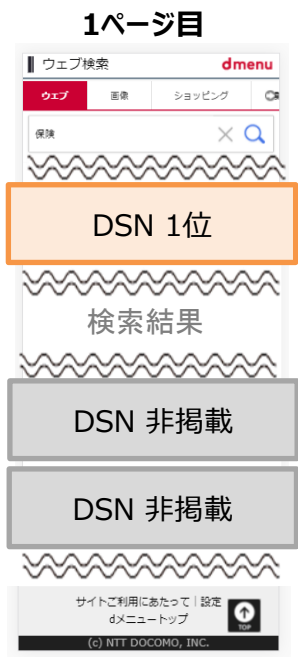 1ページ目
ウェブ検索 dmenu
ウェブ 画像 ショッピング
保険
DSN 1位
検索結果
DSN 非掲載
DSN 非掲載
サイトご利用にあたって｜設定
dメニュートップ
TOP
(c) NTT DOCOMO, INC.